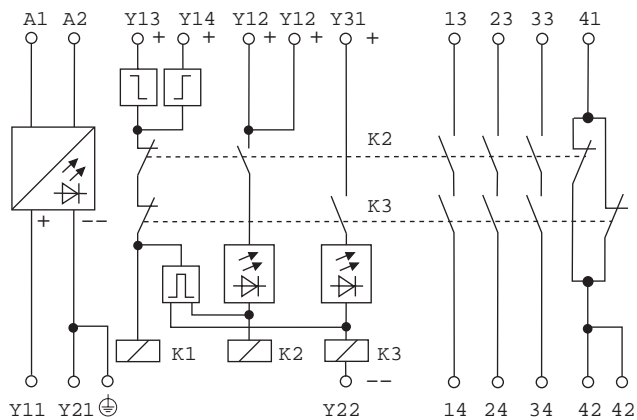 A1 A2 Y13 Y14 Y12 Y12 Y31 13 23 33 41
+ + + + +
K2
K3
+ --
K1 K2 K3
--
Y11 Y21 Y22 14 24 34 42 42